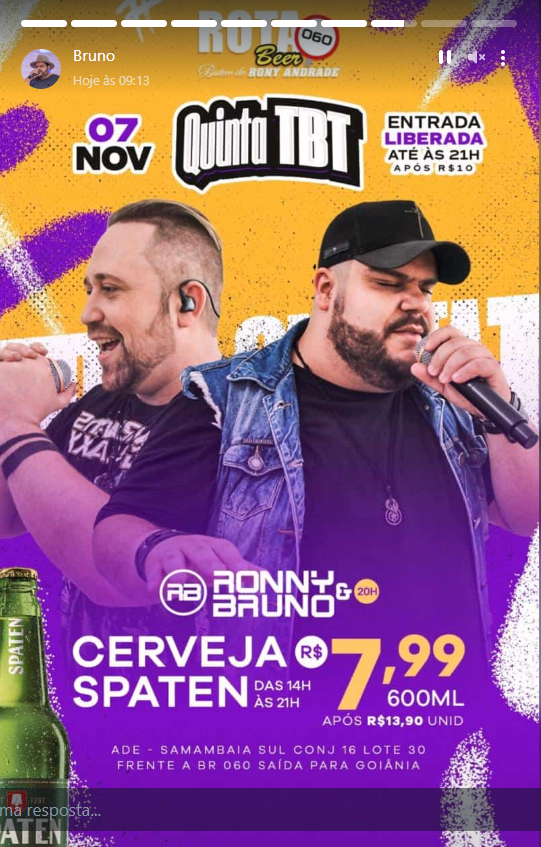 Bruno
Hoje às 09:13
ROTA 060
Beer
Buteco do RONY ANDRADE
07
NOV
Quinta TBT
ENTRADA
LIBERADA
ATÉ ÀS 21H
APÓS R$10
RB RONNY &
BRUNO
20H
CERVEJA
SPATEN
DAS 14H
ÀS 21H
R$ 7,99
600ML
APÓS R$13,90 UNID
ADE - SAMAMBAIA SUL CONJ 16 LOTE 30
FRENTE A BR 060 SAÍDA PARA GOIÂNIA
SPATEN
ma resposta...